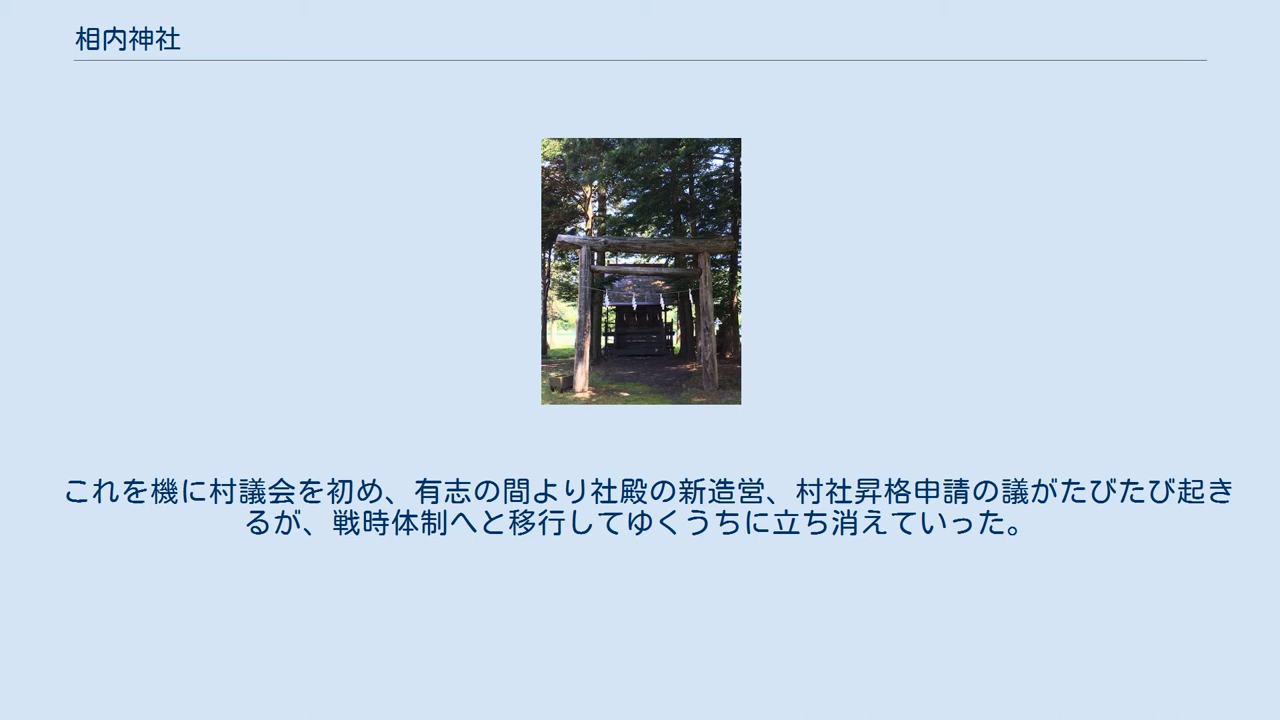 相内神社
これを機に村議会を初め、有志の間より社殿の新造営、村社昇格申請の議がたびたび起き
るが、戦時体制へと移行してゆくうちに立ち消えていった。